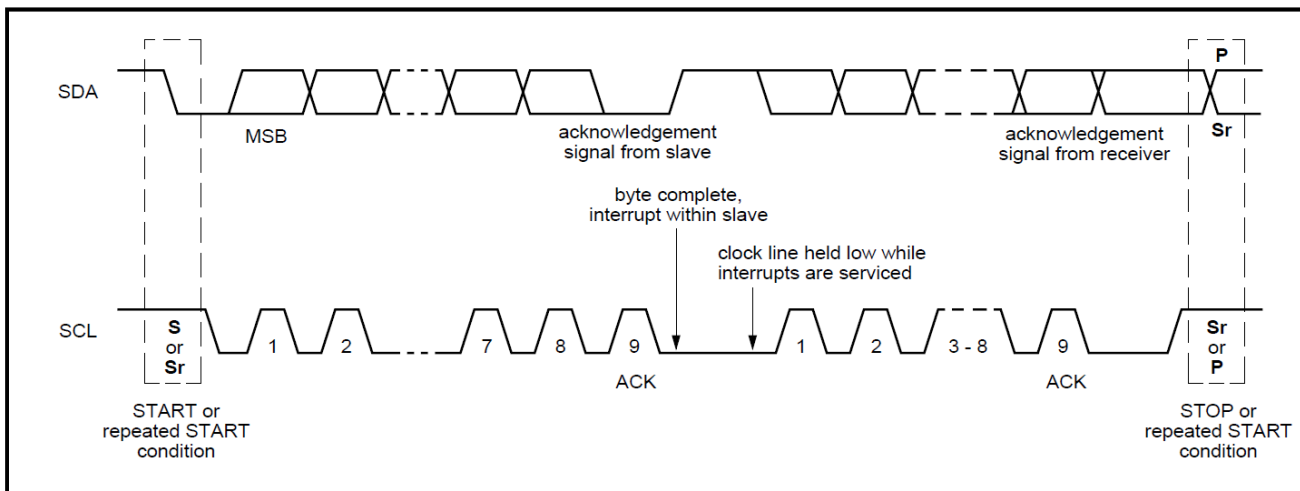 P
SDA
MSB
acknowledgement
signal from slave
acknowledgement
signal from receiver
Sr
byte complete,
interrupt within slave
clock line held low while
interrupts are serviced
SCL
S
or
Sr
1
2
7
8
9
1
2
3 - 8
9
Sr
or
P
ACK
ACK
START or
repeated START
condition
STOP or
repeated START
condition